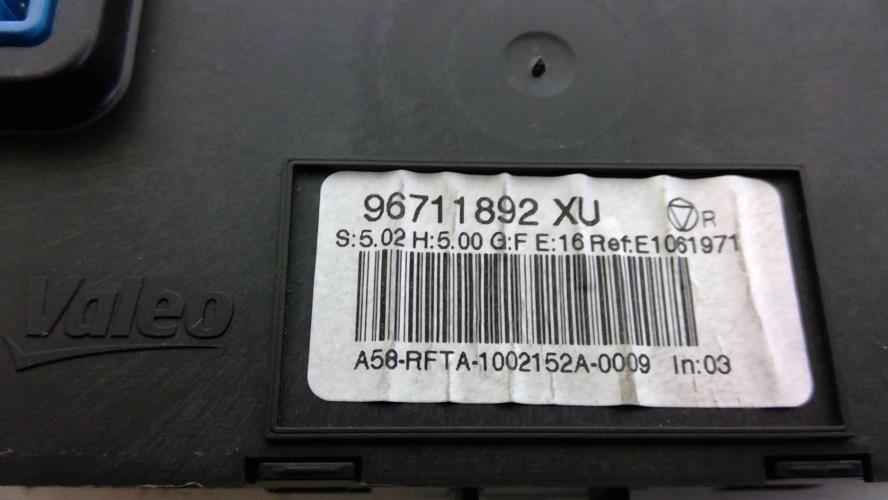 96711892 XU R
S:5.02 H:5.00 G:F E:16 Ref:E1061971
Valeo
A58-RFTA-1002152A-0009 In:03